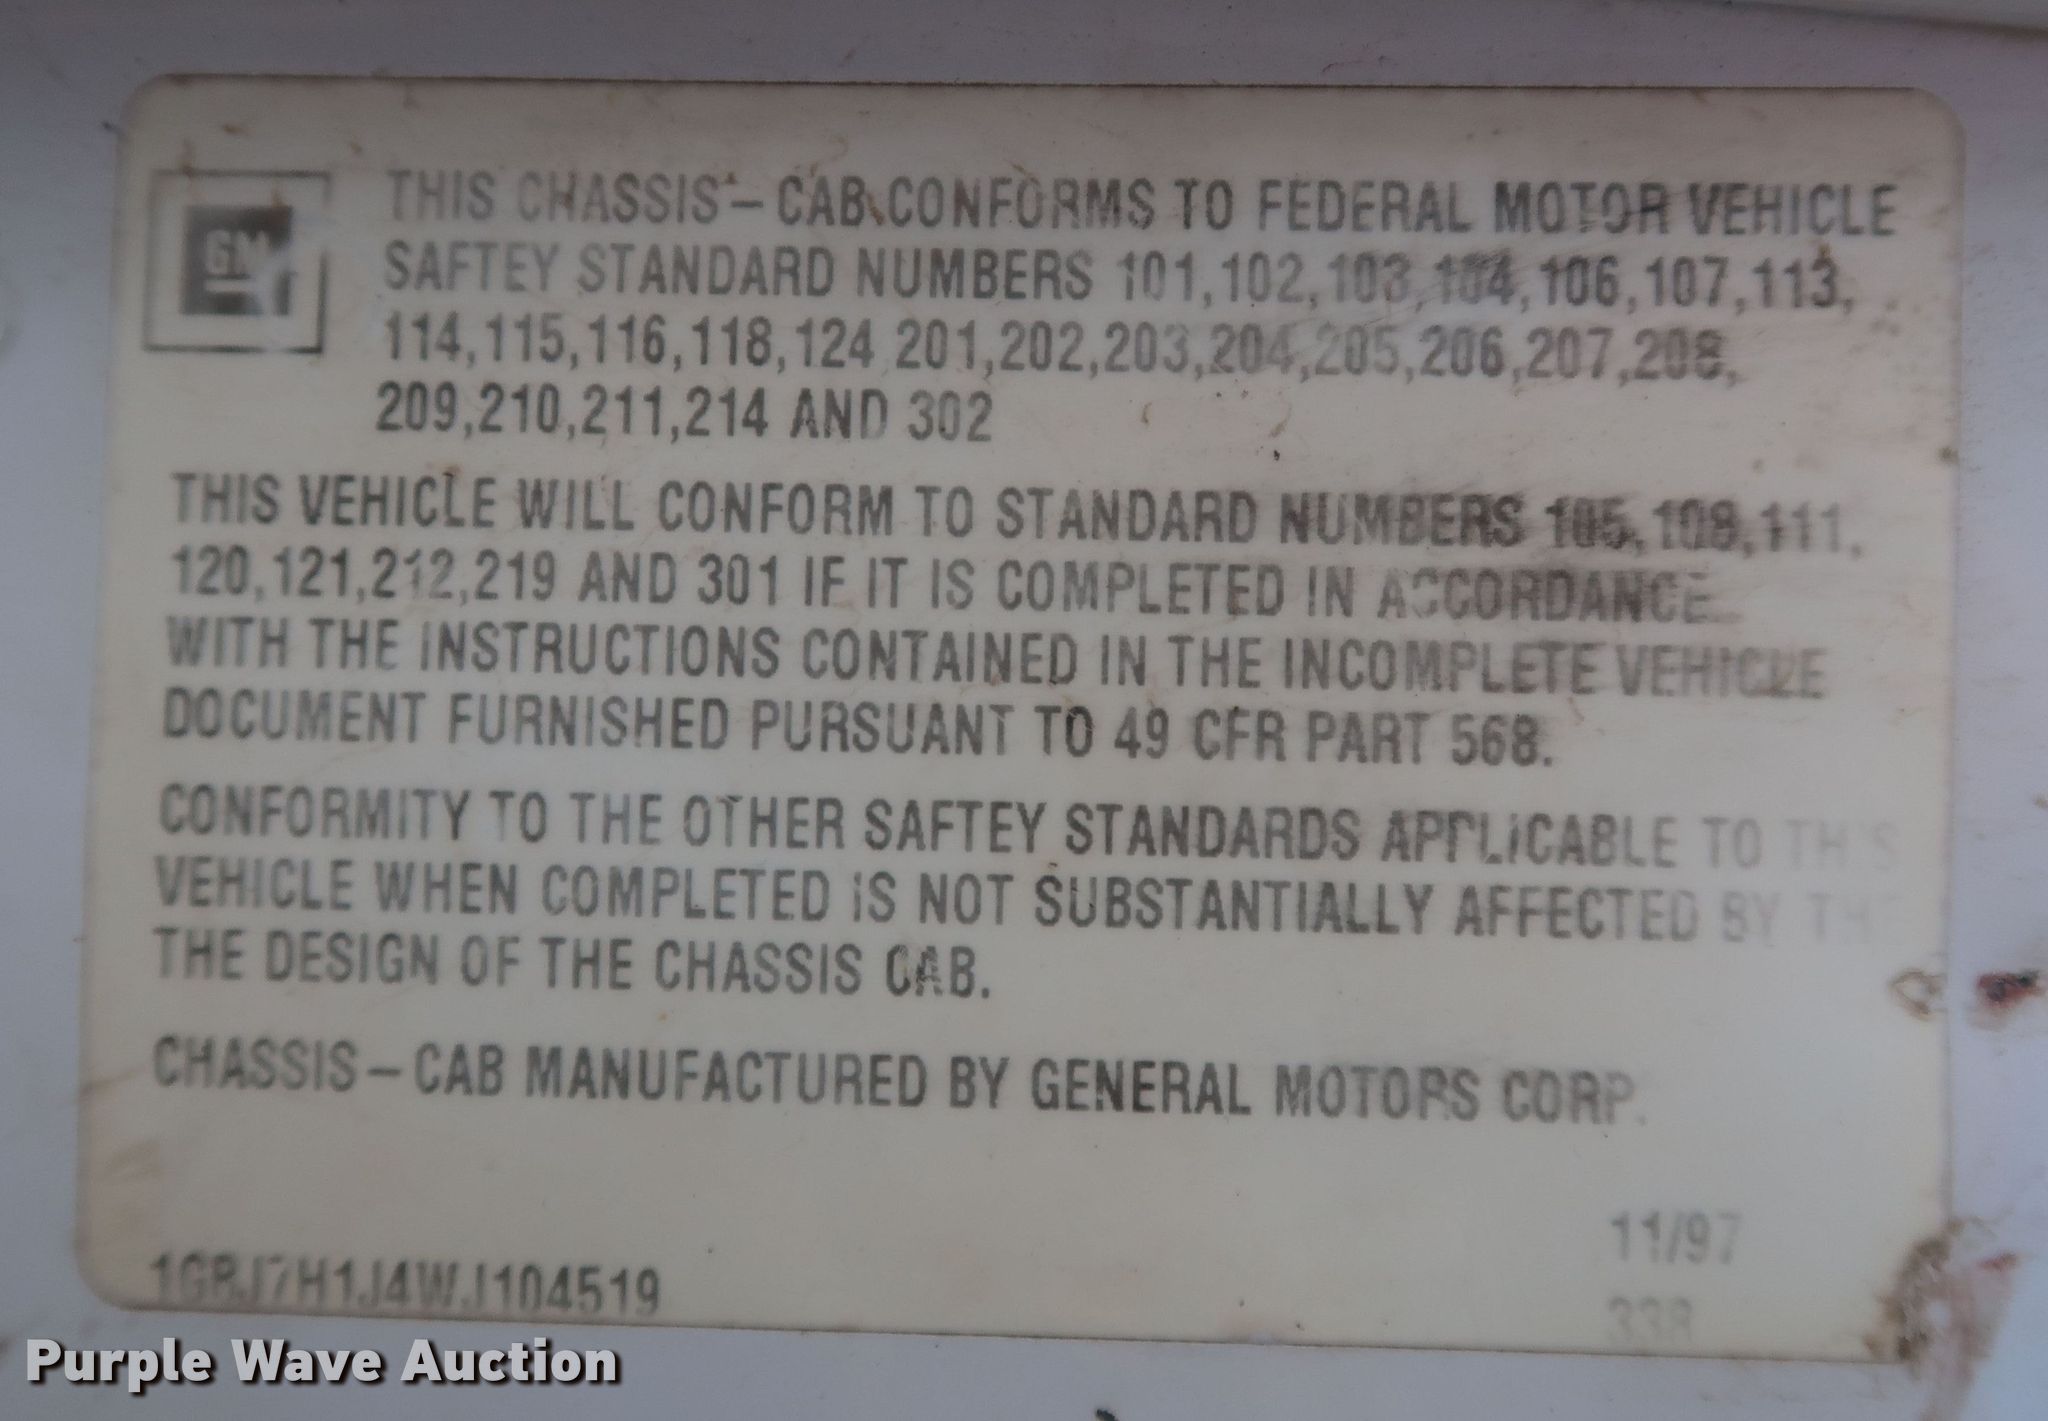 GM
THIS CHASSIS – CAB CONFORMS TO FEDERAL MOTOR VEHICLE
SAFTEY STANDARD NUMBERS 101,102,103,104,106,107,113,
114,115,116,118,124 201,202,203,204,205,206,207,208,
209,210,211,214 AND 302
THIS VEHICLE WILL CONFORM TO STANDARD NUMBERS 105,108,111,
120,121,212,219 AND 301 IF IT IS COMPLETED IN ACCORDANCE
WITH THE INSTRUCTIONS CONTAINED IN THE INCOMPLETE VEHICLE
DOCUMENT FURNISHED PURSUANT TO 49 CFR PART 568.
CONFORMITY TO THE OTHER SAFTEY STANDARDS APPLICABLE TO THIS
VEHICLE WHEN COMPLETED IS NOT SUBSTANTIALLY AFFECTED BY THE
THE DESIGN OF THE CHASSIS CAB.
CHASSIS – CAB MANUFACTURED BY GENERAL MOTORS CORP.
11/97
1GBJ7H1J4WJ104519
338
Purple Wave Auction